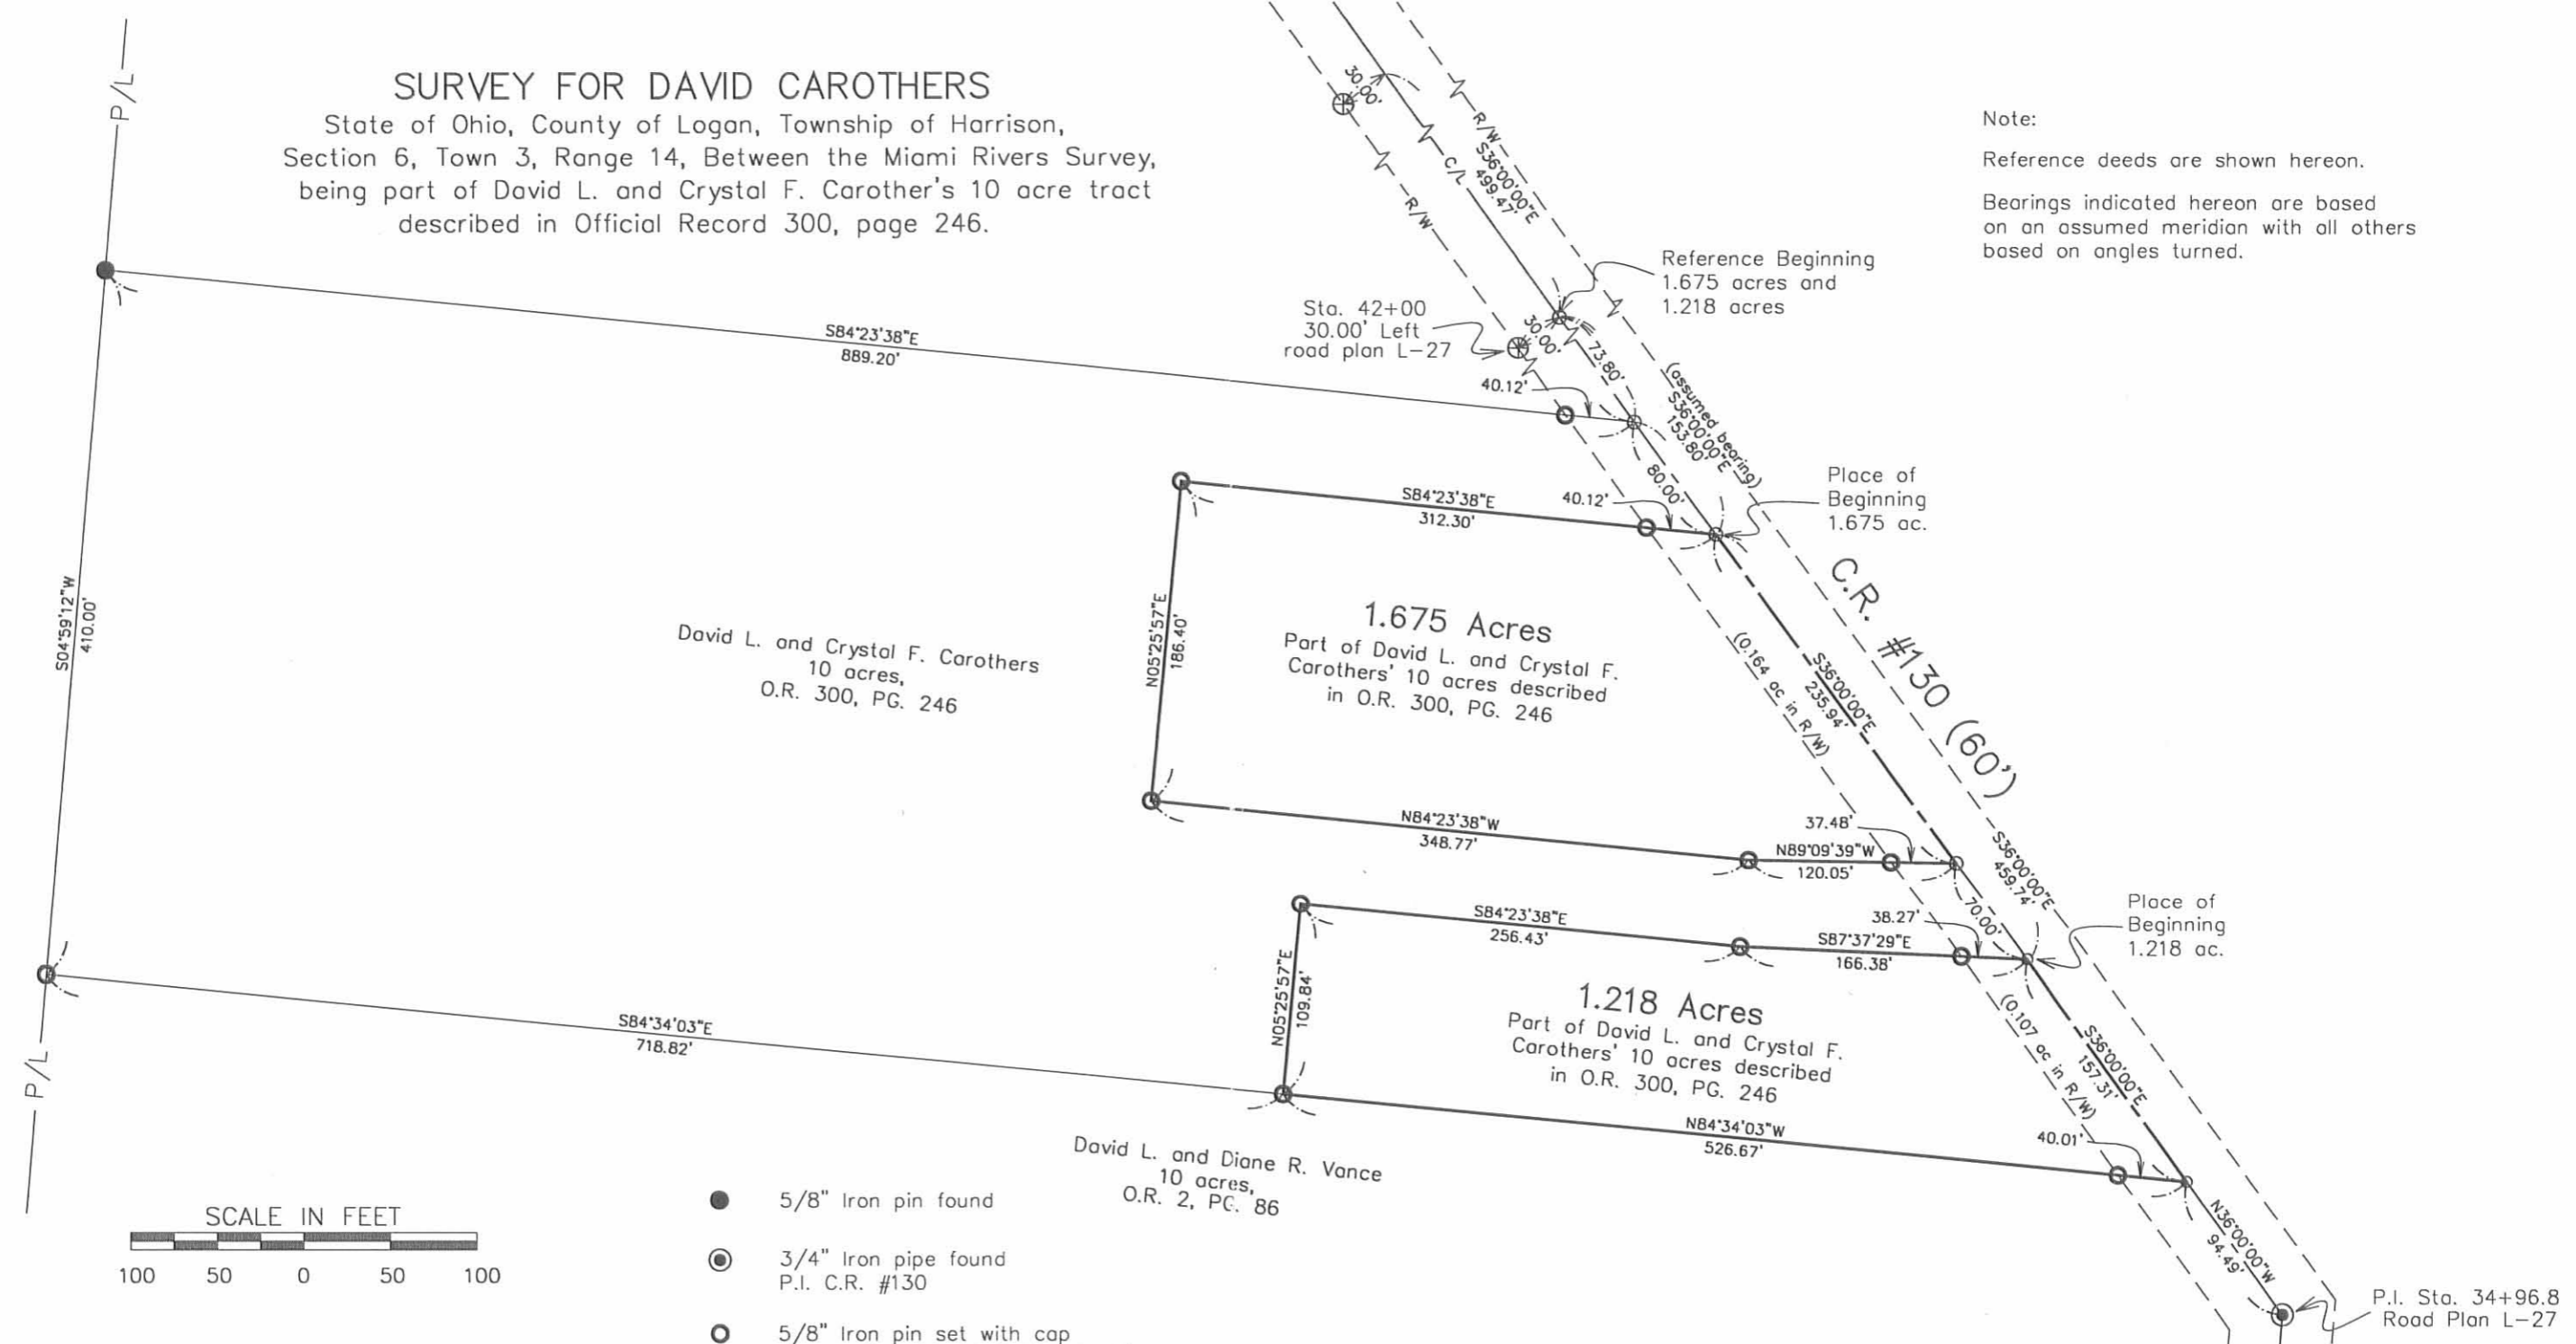 SURVEY FOR DAVID CAROTHERS
State of Ohio, County of Logan, Township of Harrison,
Section 6, Town 3, Range 14, Between the Miami Rivers Survey,
being part of David L. and Crystal F. Carother's 10 acre tract
described in Official Record 300, page 246.
Note:
Reference deeds are shown hereon.
Bearings indicated hereon are based
on an assumed meridian with all others
based on angles turned.
P/L
30.00'
R/W
S36°00'00"E
499.47'
C/L
R/W
Reference Beginning
1.675 acres and
1.218 acres
Sta. 42+00
30.00' Left
road plan L-27
30.00'
73.80'
40.12'
(assumed bearing)
S36°00'00"E
153.80'
S84°23'38"E
889.20'
80.00'
40.12'
Place of
Beginning
1.675 ac.
S84°23'38"E
312.30'
S04°59'12"W
410.00'
David L. and Crystal F. Carothers
10 acres,
O.R. 300, PG. 246
N05°25'57"E
186.40'
1.675 Acres
Part of David L. and Crystal F.
Carothers' 10 acres described
in O.R. 300, PG. 246
(0.164 ac in R/W)
S36°00'00"E
235.94'
C.R. #130 (60')
N84°23'38"W
348.77'
37.48'
N89°09'39"W
120.05'
S36°00'00"E
459.74'
70.00'
Place of
Beginning
1.218 ac.
S84°23'38"E
256.43'
38.27'
S87°37'29"E
166.38'
N05°25'57"E
109.84'
1.218 Acres
Part of David L. and Crystal F.
Carothers' 10 acres described
in O.R. 300, PG. 246
(0.107 ac in R/W)
S36°00'00"E
157.31'
S84°34'03"E
718.82'
P/L
N84°34'03"W
526.67'
40.01'
David L. and Diane R. Vance
10 acres,
O.R. 2, PG. 86
N36°00'00"W
94.49'
P.I. Sta. 34+96.8
Road Plan L-27
SCALE IN FEET
100 50 0 50 100
5/8" Iron pin found
3/4" Iron pipe found
P.I. C.R. #130
5/8" Iron pin set with cap